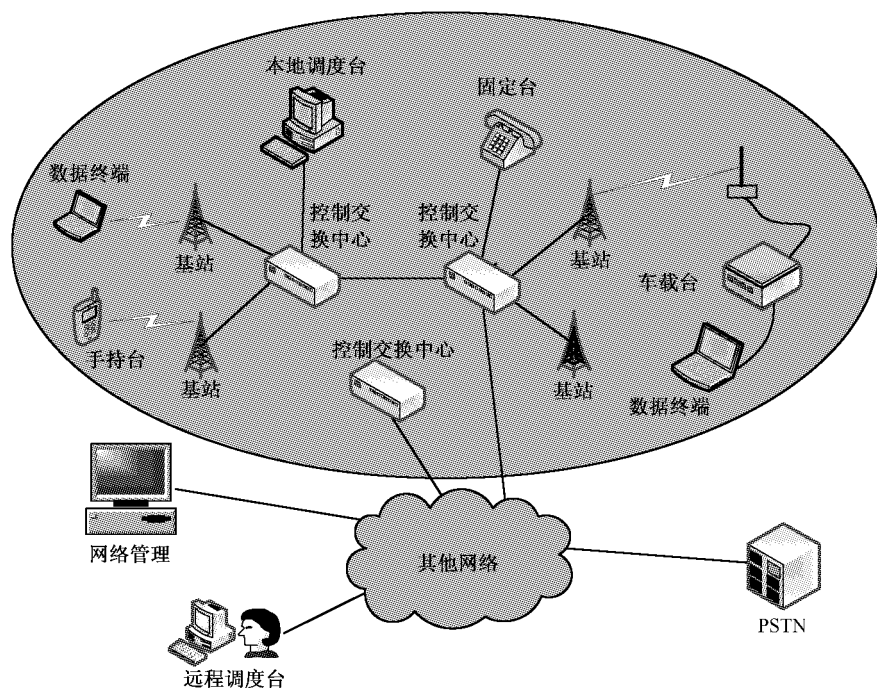 本地调度台
固定台
数据终端
控制交
换中心
控制交
换中心
基站
基站
车载台
手持台
基站
控制交换中心
基站
数据终端
网络管理
其他网络
PSTN
远程调度台